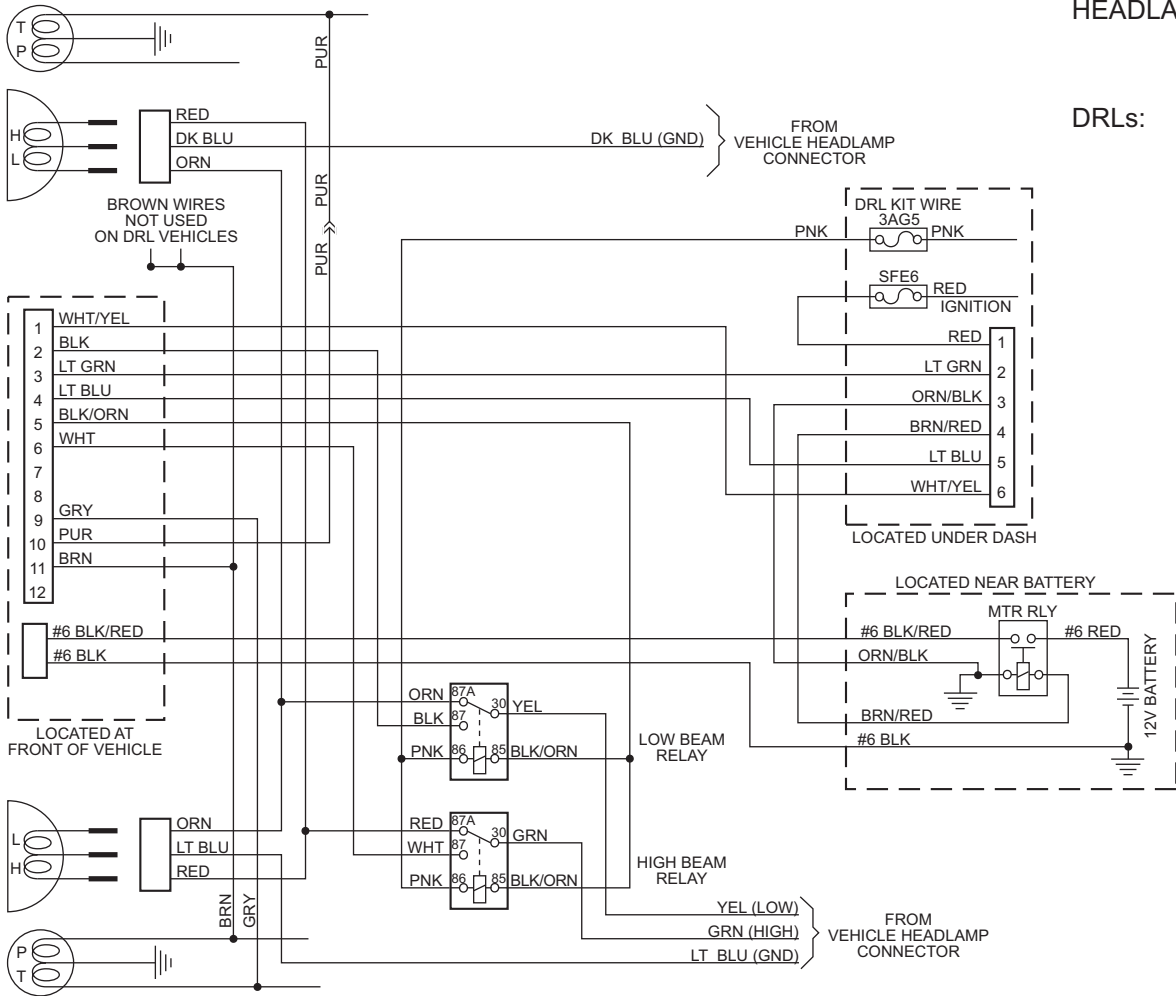 HEADLA
DRLs:
T
P
PUR
H
L
RED
DK BLU
ORN
DK BLU (GND)
FROM
VEHICLE HEADLAMP
CONNECTOR
BROWN WIRES
NOT USED
ON DRL VEHICLES
PUR
PUR
DRL KIT WIRE
3AG5
PNK
PNK
SFE6
RED
IGNITION
1 WHT/YEL
2 BLK
3 LT GRN
4 LT BLU
5 BLK/ORN
6 WHT
7
8
9 GRY
10 PUR
11 BRN
12
#6 BLK/RED
#6 BLK
LOCATED AT
FRONT OF VEHICLE
RED 1
LT GRN 2
ORN/BLK 3
BRN/RED 4
LT BLU 5
WHT/YEL 6
LOCATED UNDER DASH
LOCATED NEAR BATTERY
MTR RLY
#6 BLK/RED
#6 RED
ORN/BLK
BRN/RED
#6 BLK
12V BATTERY
ORN 87A
30 YEL
BLK 87
PNK 86
85 BLK/ORN
LOW BEAM
RELAY
RED 87A
30 GRN
WHT 87
PNK 86
85 BLK/ORN
HIGH BEAM
RELAY
L
H
ORN
LT BLU
RED
BRN
GRY
YEL (LOW)
GRN (HIGH)
LT BLU (GND)
FROM
VEHICLE HEADLAMP
CONNECTOR
P
T